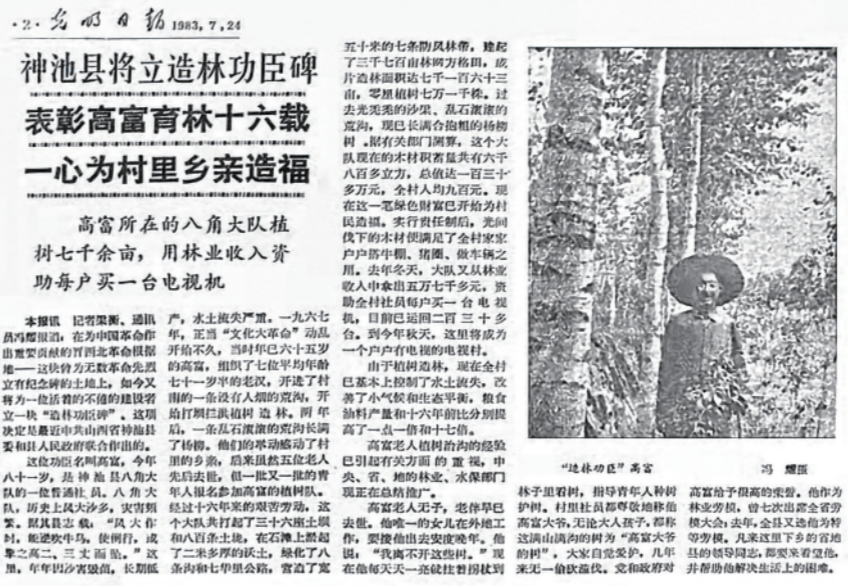 ·2·光明日报 1983,7,24
神池县将立造林功臣碑
表彰高富育林十六载
一心为村里乡亲造福
高富所在的八角大队植
树七千余亩，用林业收入资
助每户买一台电视机
本报讯 记者梁衡、通讯
员冯耀报道：在为中国革命作
出重要贡献的晋西北革命根据
地——这块曾为无数革命先烈
立有纪念碑的土地上，如今又
将为一位活着的不倦的建设者
立一块“造林功臣碑”。这项
决定是最近中共山西省神池县
委和县人民政府联合作出的。
这位功臣名叫高富，今年
八十一岁，是神池县八角大
队的一位普通社员。八角大
队，历史上风大沙多，灾害频
繁。据其县志载：“风大作
时，能逆吹牛马，使倒行，或
擎之高二、三丈而坠。”这
里，年年因沙害毁苗，长期低
产，水土流失严重。一九六七
年，正当“文化大革命”动乱
开始不久，当时年已六十五岁
的高富，组织了七位平均年龄
七十一岁半的老汉，开进了村
南的一条没有人烟的荒沟，开
始打坝拦洪植树造林。两年
后，一条乱石滚滚的荒沟长满
了杨柳。他们的举动感动了村
里的乡亲，后来虽然五位老人
先后去世，但一批又一批的青
年人报名参加高富的植树队。
经过十六年来的艰苦劳动，这
个大队共打起了三十六座土坝
和八百条土埂，在石滩上淤起
了二米多厚的沃土，绿化了八
条沟和七华里公路，营造了宽
五十米的七条防风林带，建起
了三千七百亩林网方格田，成
片造林面积达七千一百六十三
亩，零星植树七万一千株。过
去光秃秃的沙梁、乱石滚滚的
荒沟，现已长满合抱粗的杨柳
树。据有关部门测算，这个大
队现在的木材积蓄量共有六千
八百多立方，总值达一百三十
多万元，全村人均九百元。现
在这一笔绿色财富已开始为村
民造福。实行责任制后，光间
伐下的木材便满足了全村家家
户户搭牛棚、猪圈、做车辆之
用。去年冬天，大队又从林业
收入中拿出五万七千多元，资
助全村社员每户买一台电视
机，目前已运回二百三十多
台。到今年秋天，这里将成为
一个户户有电视的电视村。
由于植树造林，现在全村
已基本上控制了水土流失，改
善了小气候和生态平衡，粮食
油料产量和十六年前比分别提
高了一点一倍和十七倍。
高富老人植树治沟的经验
已引起有关方面的重视，中
央、省、地的林业、水保部门
现正在总结推广。
高富老人无子，老伴早已
去世。他唯一的女儿在外地工
作，要接他出去安度晚年。他
说：“我离不开这些树。”现
在他每天天一亮就拄着拐杖到
“造林功臣”高富 冯耀摄
林子里看树，指导青年人种树
护树。村里社员都尊敬地称他
高富大爷，无论大人孩子，都称
这满山满沟的树为“高富大爷
的树”，大家自觉爱护，几年
来无一偷砍滥伐。党和政府对
高富给予很高的荣誉。他作为
林业劳模，曾七次出席全省劳
模大会；去年，全县又选他为特
等劳模。凡来这里下乡的省地
县的领导同志，都要来看望他，
并帮助他解决生活上的困难。